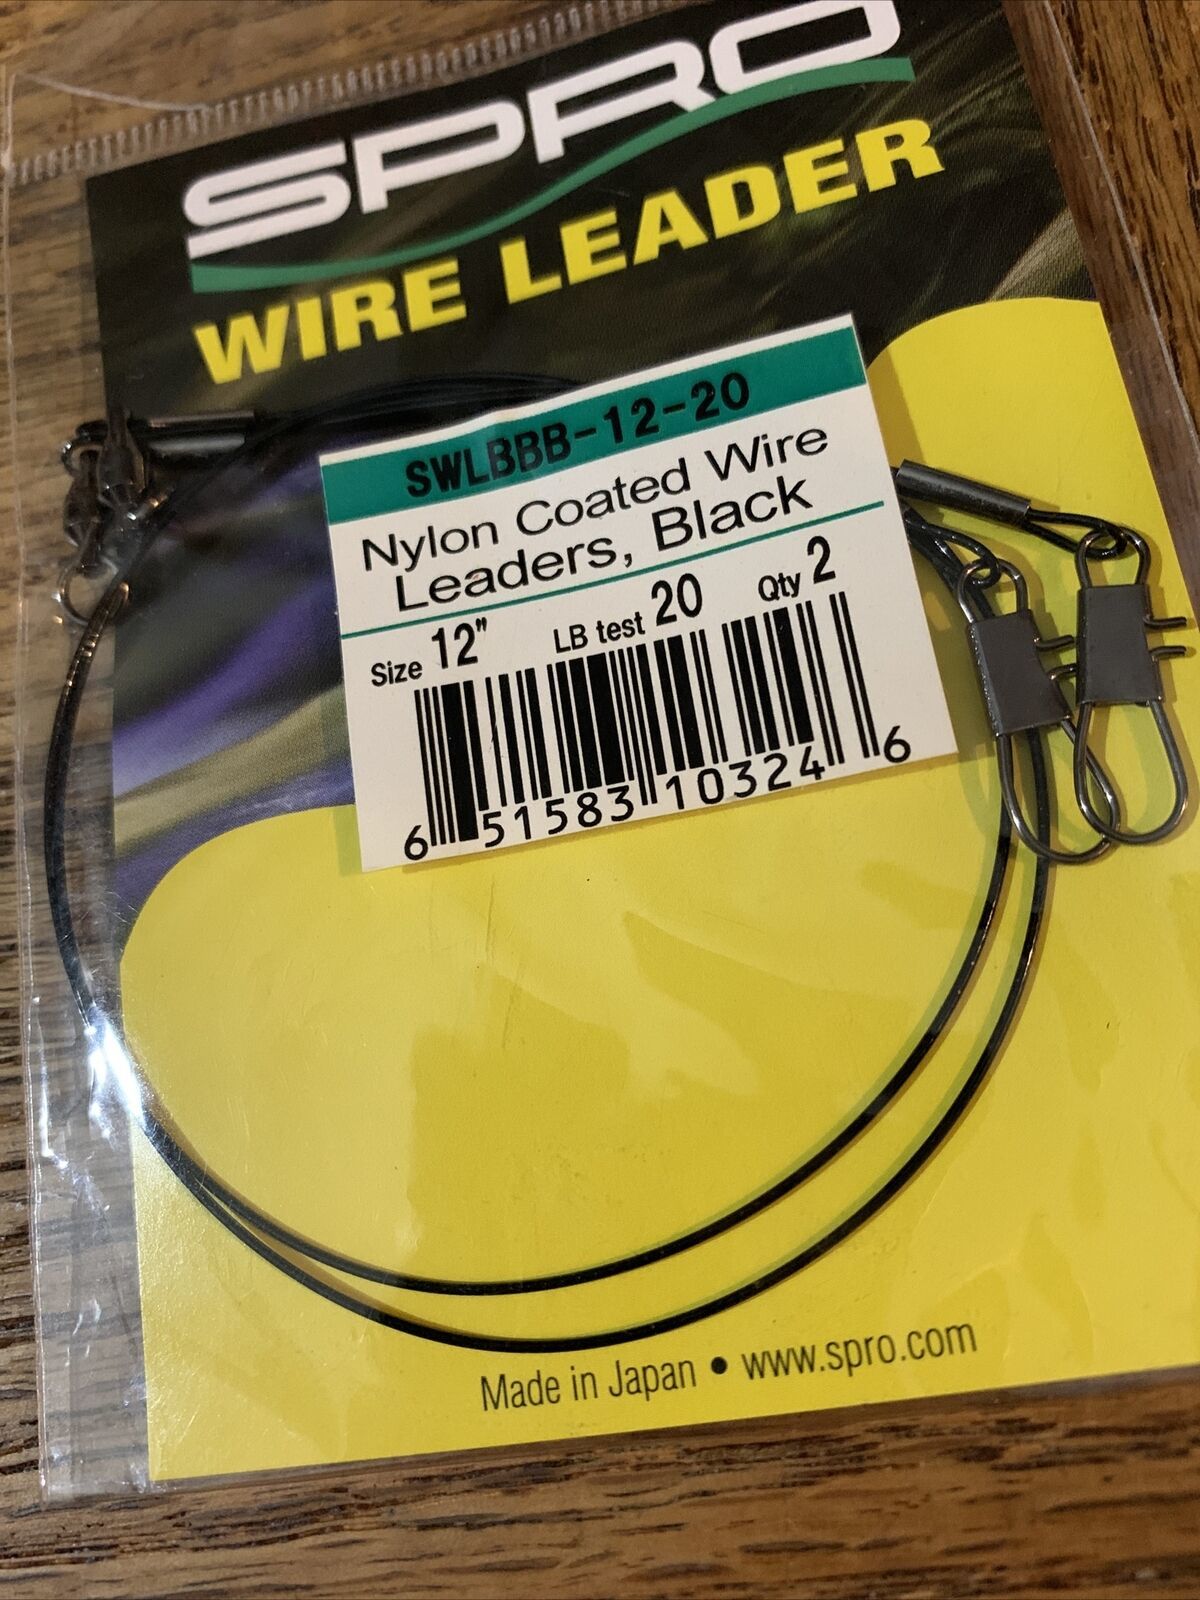 SPRO
WIRE LEADER
SWLBBB-12-20
Nylon Coated Wire
Leaders, Black
Size 12" LB test 20 Qty 2
6 51583 10324 6
Made in Japan • www.spro.com